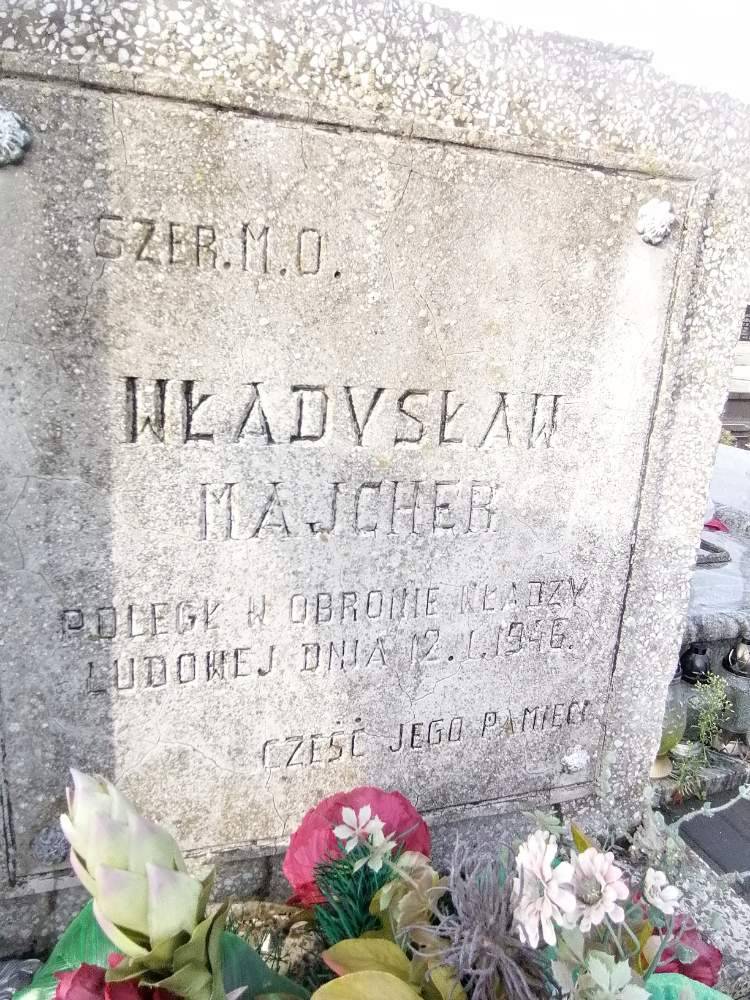 SZER. M. O.
WŁADYSŁAW
MAJCHER
POLEGŁ W OBRONIE WŁADZY
LUDOWEJ DNIA 12. I. 1946.
CZEŚĆ JEGO PAMIĘCI